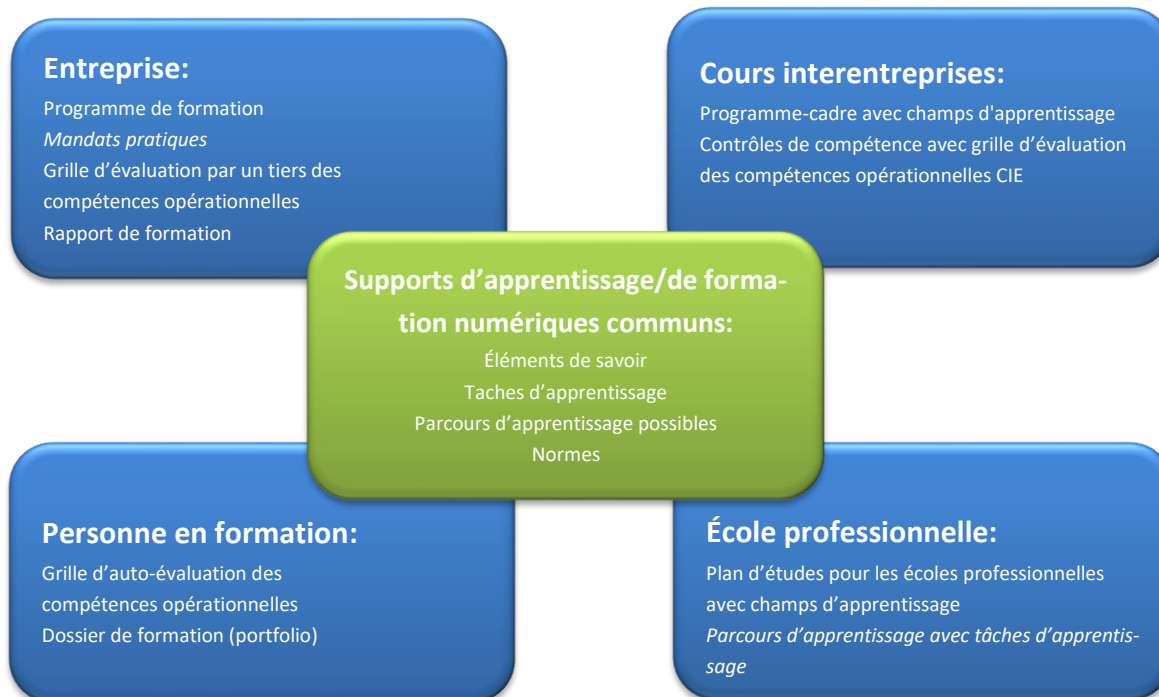 Entreprise:
Programme de formation
Mandats pratiques
Grille d’évaluation par un tiers des
compétences opérationnelles
Rapport de formation
Cours interentreprises:
Programme-cadre avec champs d'apprentissage
Contrôles de compétence avec grille d’évaluation
des compétences opérationnelles CIE
Supports d’apprentissage/de forma-
tion numériques communs:
Éléments de savoir
Taches d’apprentissage
Parcours d’apprentissage possibles
Normes
Personne en formation:
Grille d’auto-évaluation des
compétences opérationnelles
Dossier de formation (portfolio)
École professionnelle:
Plan d’études pour les écoles professionnelles
avec champs d’apprentissage
Parcours d’apprentissage avec tâches d’apprentis-
sage